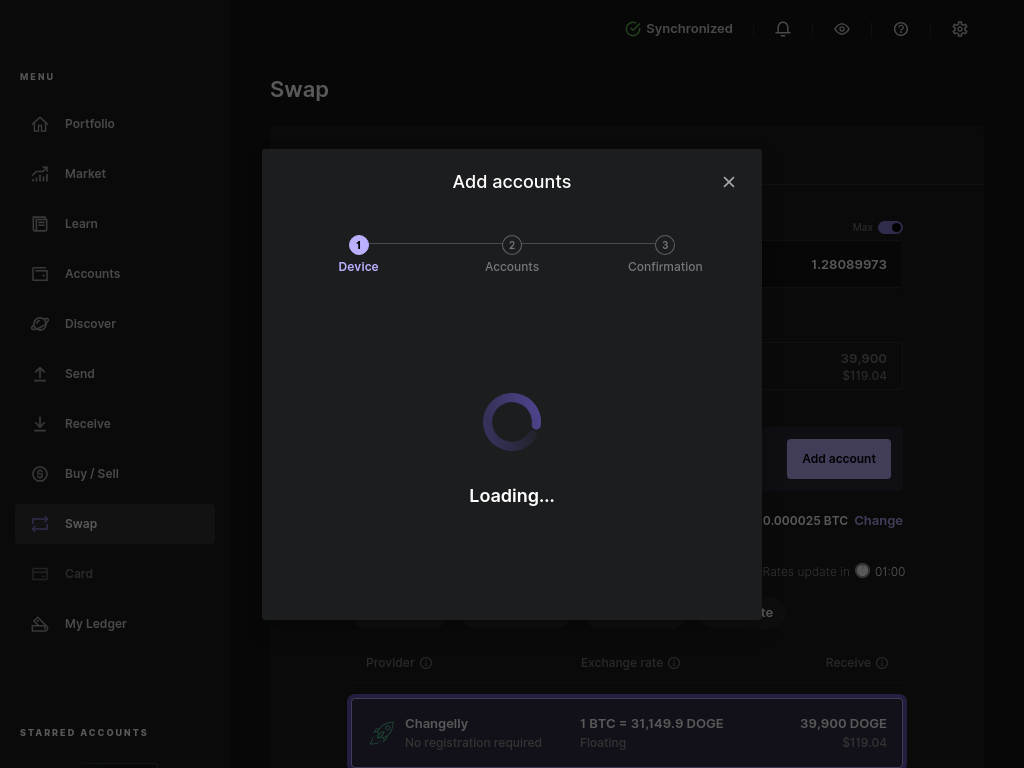 Synchronized
MENU
Swap
Portfolio
Market
Learn
Accounts
Discover
Send
Receive
Buy / Sell
Swap
Card
My Ledger
STARRED ACCOUNTS
Add accounts
1
2
3
Device
Accounts
Confirmation
Loading...
Max
1.28089973
39,900
$119.04
Add account
0.000025 BTC Change
Rates update in 01:00
te
Provider
Exchange rate
Receive
Changelly
1 BTC = 31,149.9 DOGE
39,900 DOGE
No registration required
Floating
$119.04